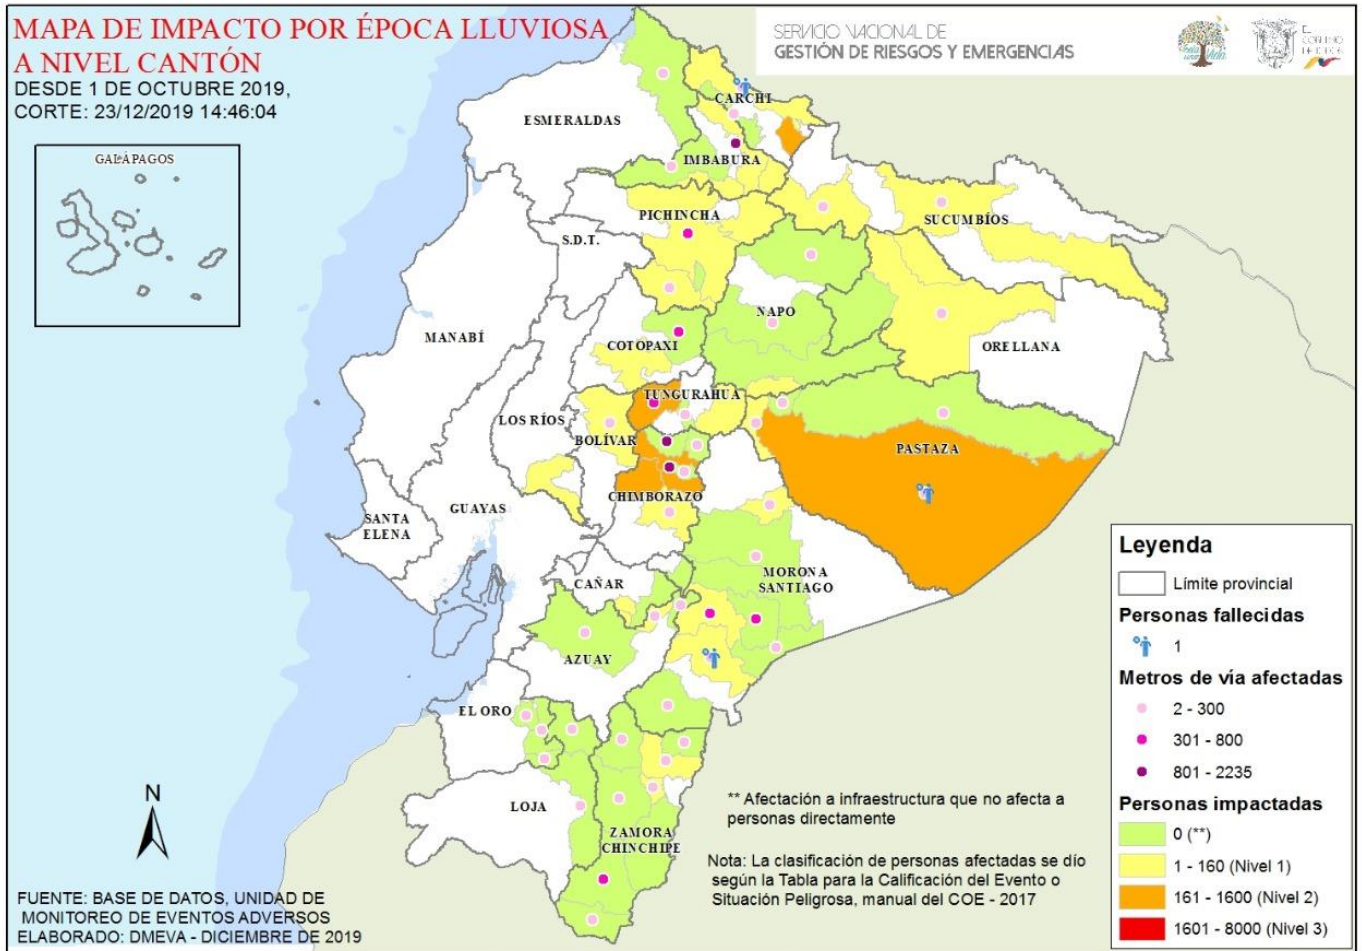 MAPA DE IMPACTO POR ÉPOCA LLUVIOSA
A NIVEL CANTÓN
DESDE 1 DE OCTUBRE 2019,
CORTE: 23/12/2019 14:46:04
SERVICIO NACIONAL DE
GESTIÓN DE RIESGOS Y EMERGENCIAS
EL
GOBIERNO
GALÁPAGOS
ESMERALDAS
CARCHI
IMBABURA
PICHINCHA
SUCUMBÍOS
S.D.T.
NAPO
MANABÍ
COTOPAXI
ORELLANA
TUNGURAHUA
LOS RÍOS
BOLÍVAR
PASTAZA
CHIMBORAZO
GUAYAS
SANTA
ELENA
CAÑAR
MORONA
SANTIAGO
AZUAY
EL ORO
LOJA
ZAMORA
CHINCHIPE
N
Leyenda
Límite provincial
Personas fallecidas
1
Metros de vía afectadas
2 - 300
301 - 800
801 - 2235
Personas impactadas
0 (**)
1 - 160 (Nivel 1)
161 - 1600 (Nivel 2)
1601 - 8000 (Nivel 3)
** Afectación a infraestructura que no afecta a
personas directamente
Nota: La clasificación de personas afectadas se dío
según la Tabla para la Calificación del Evento o
Situación Peligrosa, manual del COE - 2017
FUENTE: BASE DE DATOS, UNIDAD DE
MONITOREO DE EVENTOS ADVERSOS
ELABORADO: DMEVA - DICIEMBRE DE 2019